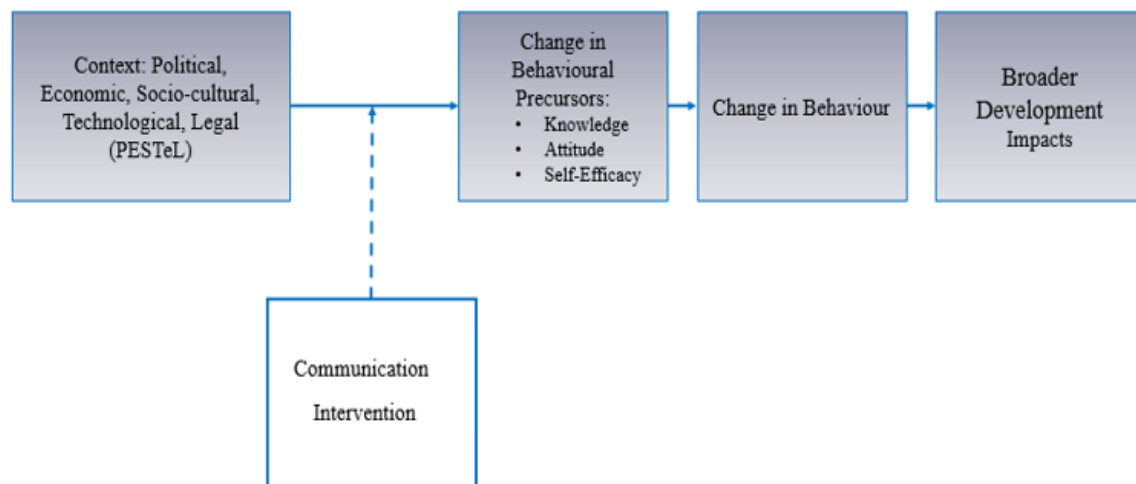 Context: Political,
Economic, Socio-cultural,
Technological, Legal
(PESTeL)
Change in
Behavioural
Precursors:
• Knowledge
• Attitude
• Self-Efficacy
Change in Behaviour
Broader
Development
Impacts
Communication
Intervention